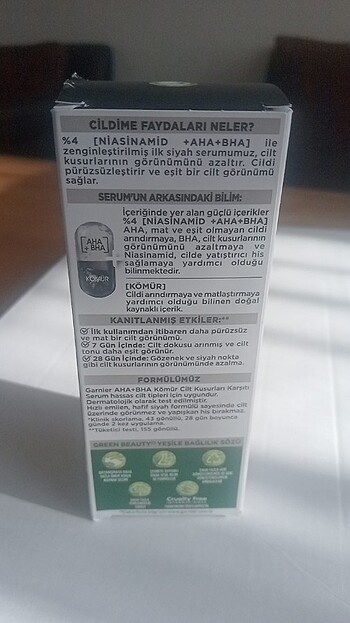 CİLDİME FAYDALARI NELER?
%4 [NİASİNAMİD +AHA+BHA] ile
zenginleştirilmiş ilk siyah serumumuz, cilt
kusurlarının görünümünü azaltır. Cildi
pürüzsüzleştirir ve eşit bir cilt görünümü
sağlar.
SERUM'UN ARKASINDAKİ BİLİM:
[AHA
+BHA]
KÖMÜR
İçeriğinde yer alan güçlü içerikler
%4 [NİASİNAMİD +AHA+BHA]
AHA, mat ve eşit olmayan cildi
arındırmaya, BHA, cilt kusurlarının
görünümünü azaltmaya ve
Niasinamid, cilde yatıştırıcı his
sağlamaya yardımcı olduğu
bilinmektedir.
[KÖMÜR]
Cildi arındırmaya ve matlaştırmaya
yardımcı olduğu bilinen doğal
kaynaklı içerik.
KANITLANMIŞ ETKİLER:**
İlk kullanımdan itibaren daha pürüzsüz
ve mat bir cilt görünümü.
7 Gün İçinde: Cilt dokusu arınmış ve cilt
tonu daha eşit görünür.
28 Gün İçinde: Gözenek ve siyah nokta
gibi cilt kusurlarının görünümünde azalma.
FORMÜLÜMÜZ
Garnier AHA+BHA Kömür Cilt Kusurları Karşıtı
Serum hassas cilt tipleri için uygundur.
Dermatolojik olarak test edilmiştir.
Hızlı emilen, hafif siyah formülü sayesinde cilt
üzerinde görünmez ve yapışkan his bırakmaz.
*Klinik skorlama, 43 gönüllü, 28 gün boyunca
günde 2 kez uygulama.
**Tüketici testi, 155 gönüllü.
GREEN BEAUTY YEŞİLE BAĞLILIK SÖZÜ
Cruelty Free